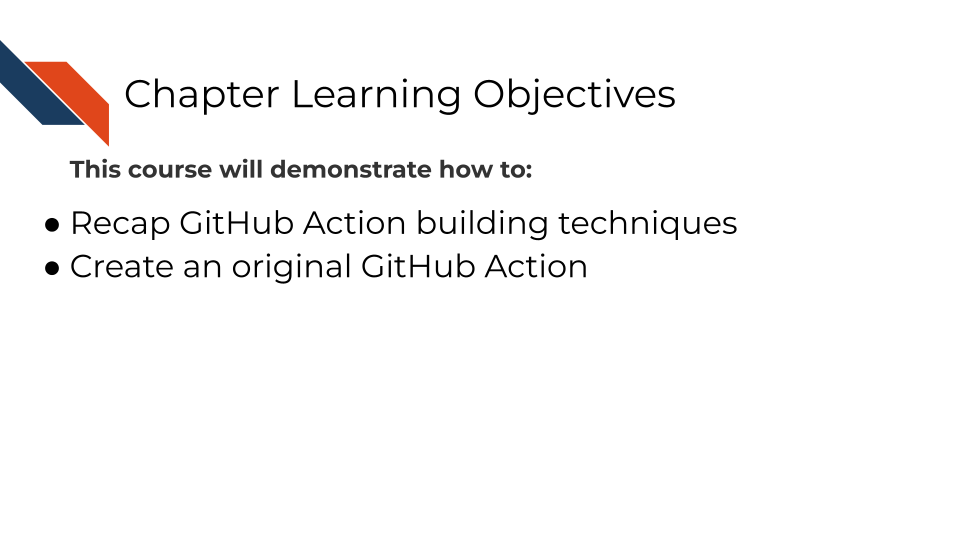 Chapter Learning Objectives
This course will demonstrate how to:
● Recap GitHub Action building techniques
● Create an original GitHub Action